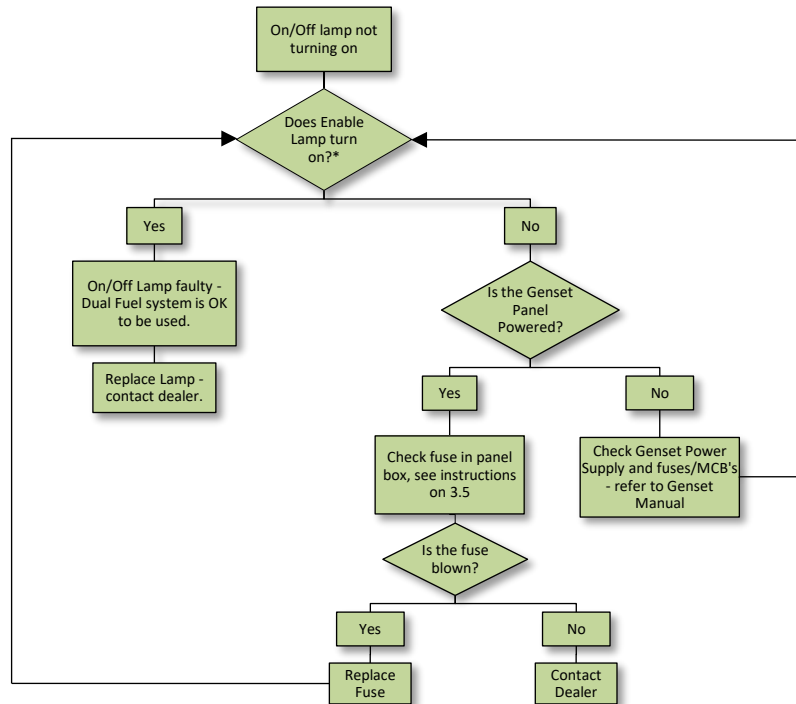 On/Off lamp not
turning on
Does Enable
Lamp turn
on?*
Yes
No
On/Off Lamp faulty -
Dual Fuel system is OK
to be used.
Is the Genset
Panel
Powered?
Replace Lamp -
contact dealer.
Yes
No
Check fuse in panel
box, see instructions
on 3.5
Check Genset Power
Supply and fuses/MCB's
- refer to Genset
Manual
Is the fuse
blown?
Yes
No
Replace
Fuse
Contact
Dealer